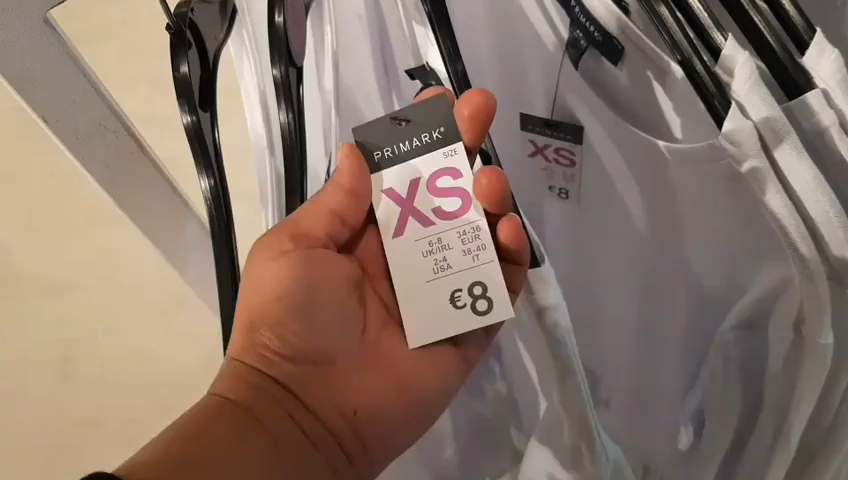 PRIMARK®
SIZE
XS
6-8 34-36
UK/IRL EUR
2-4 38-40
USA IT
€8
PRIMARK
PRIMARK
XS
€8